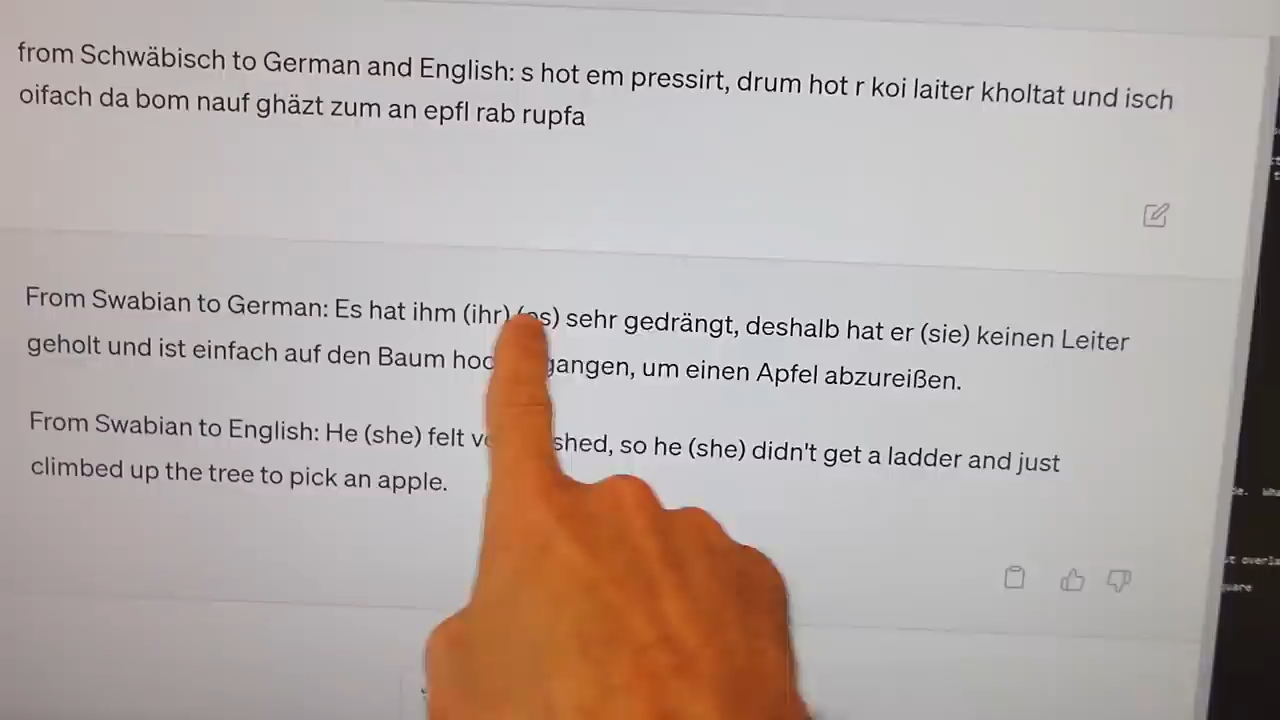 from Schwäbisch to German and English: s hot em pressirt, drum hot r koi laiter kholtat und isch
oifach da bom nauf ghäzt zum an epfl rab rupfa
From Swabian to German: Es hat ihm (ihr) sehr gedrängt, deshalb hat er (sie) keinen Leiter
geholt und ist einfach auf den Baum um einen Apfel abzureißen.
From Swabian to English: He (she) felt so he (she) didn't get a ladder and just
climbed up the tree to pick an apple.